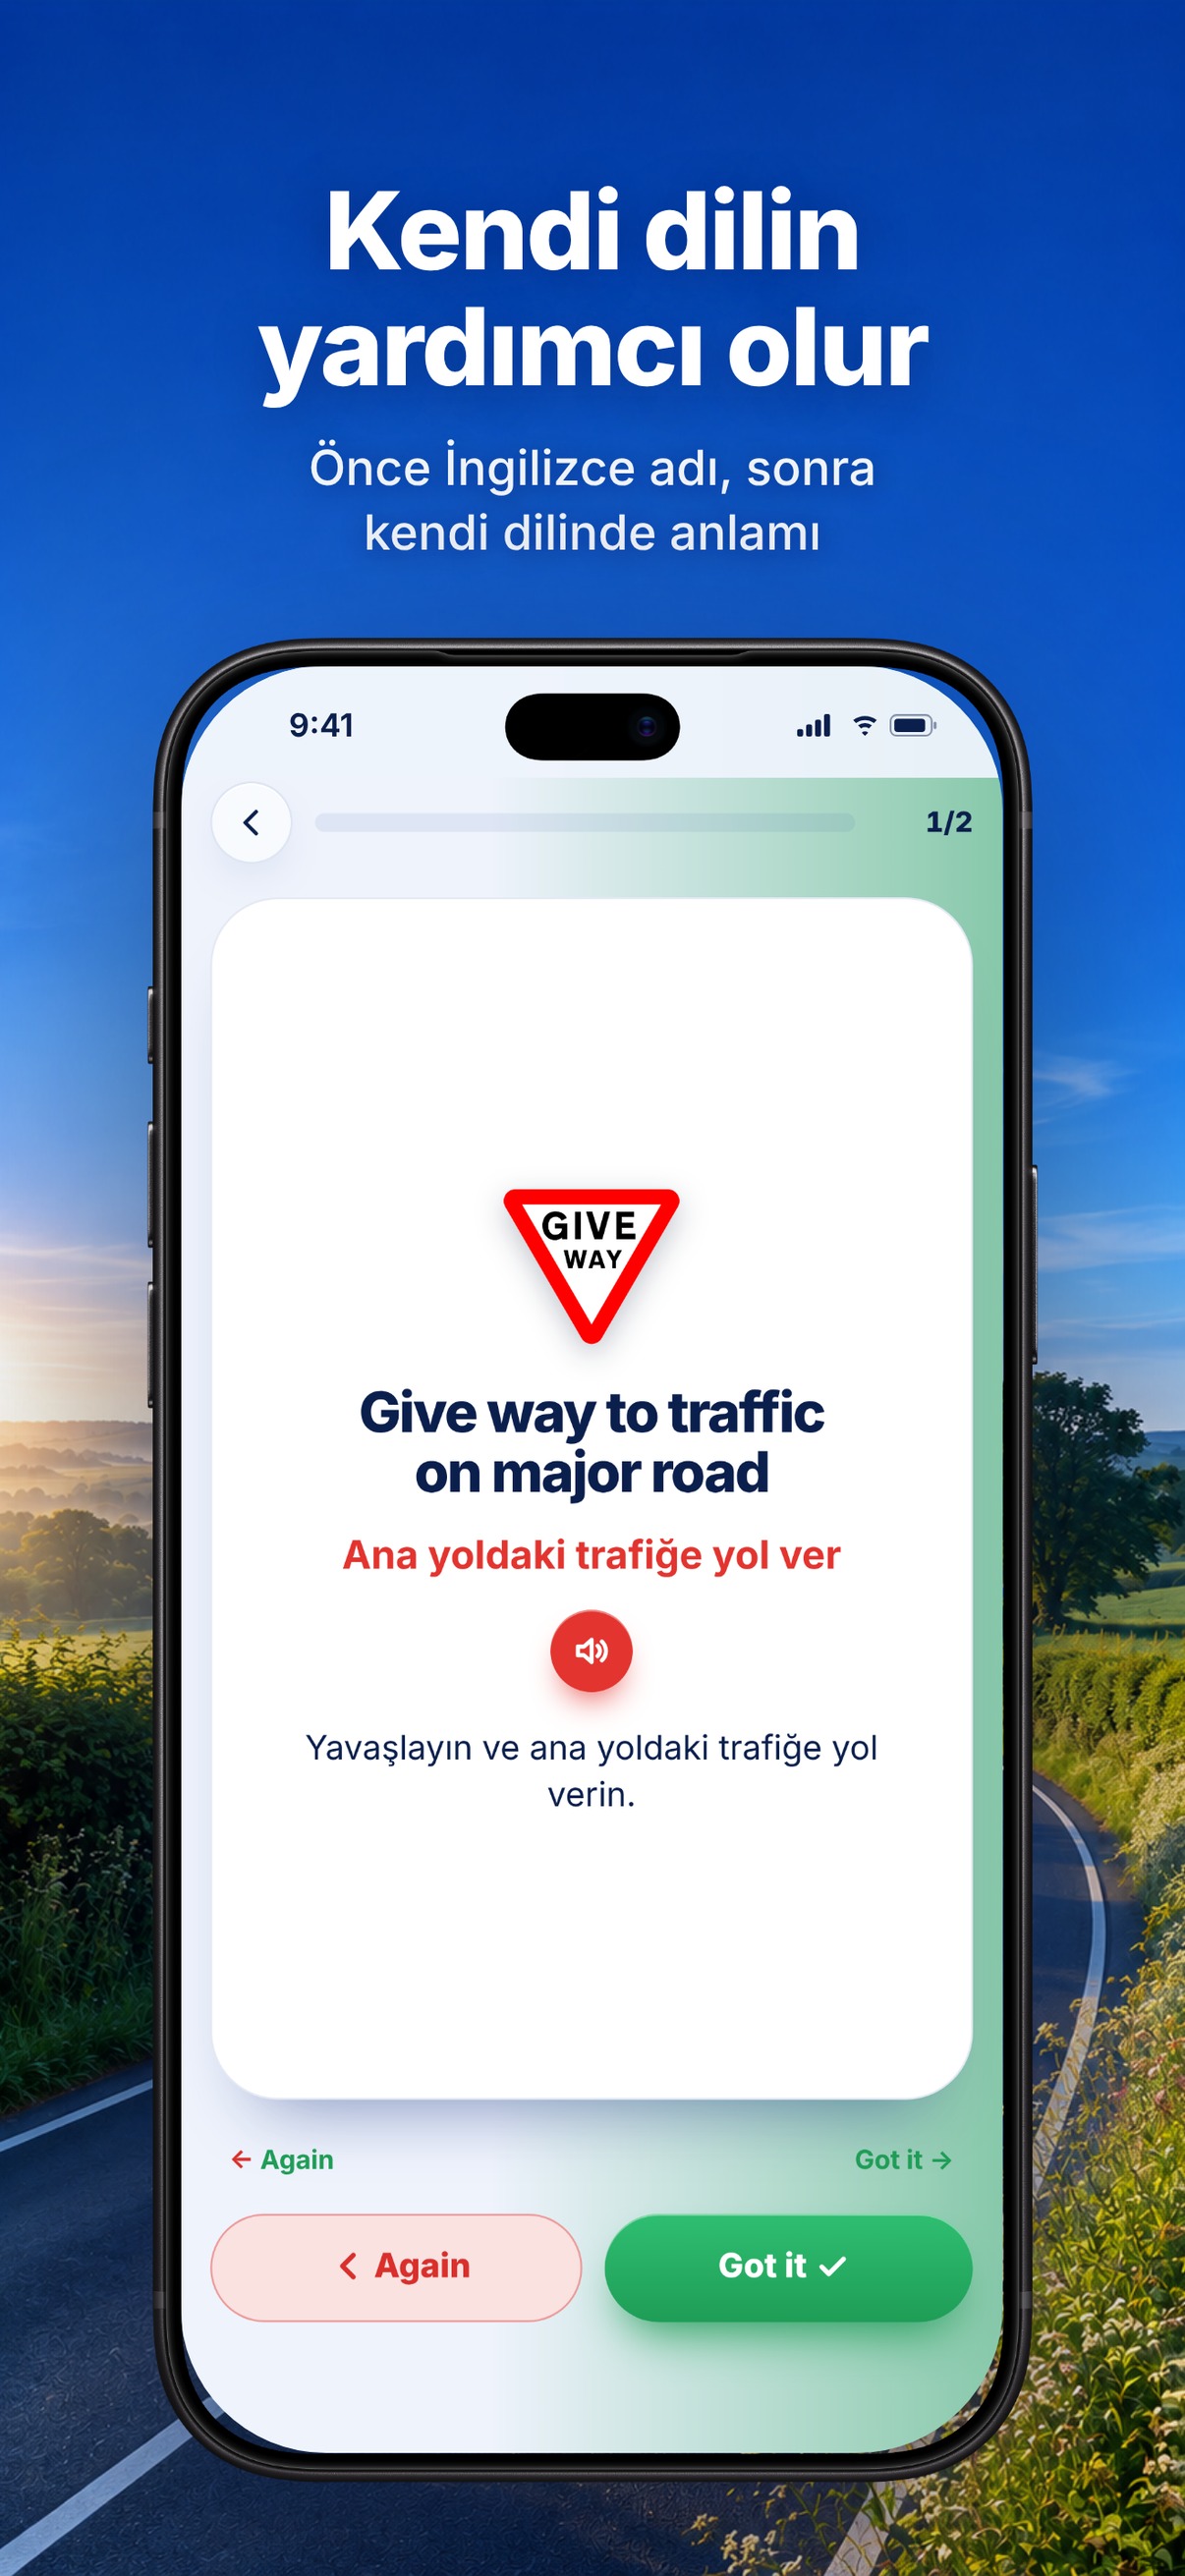 Kendi dilin
yardımcı olur
Önce İngilizce adı, sonra
kendi dilinde anlamı
9:41
1/2
GIVE
WAY
Give way to traffic
on major road
Ana yoldaki trafiğe yol ver
Yavaşlayın ve ana yoldaki trafiğe yol
verin.
← Again
Got it →
Again
Got it ✓